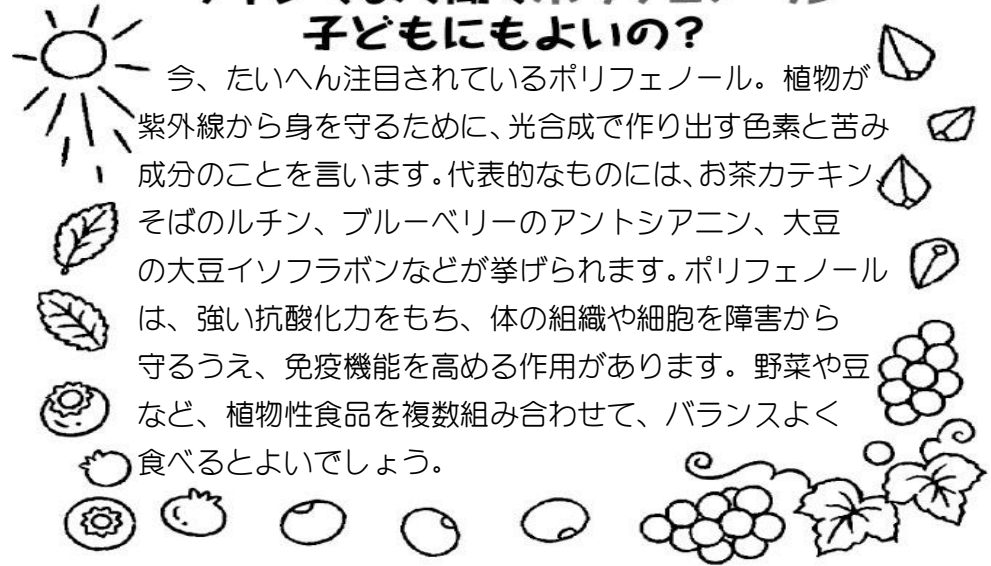 子どもにもよいの？
今、たいへん注目されているポリフェノール。植物が
紫外線から身を守るために、光合成で作り出す色素と苦み
成分のことを言います。代表的なものには、お茶カテキン、
そばのルチン、ブルーベリーのアントシアニン、大豆
の大豆イソフラボンなどが挙げられます。ポリフェノール
は、強い抗酸化力をもち、体の組織や細胞を障害から
守るうえ、免疫機能を高める作用があります。野菜や豆
など、植物性食品を複数組み合わせて、バランスよく
食べるとよいでしょう。